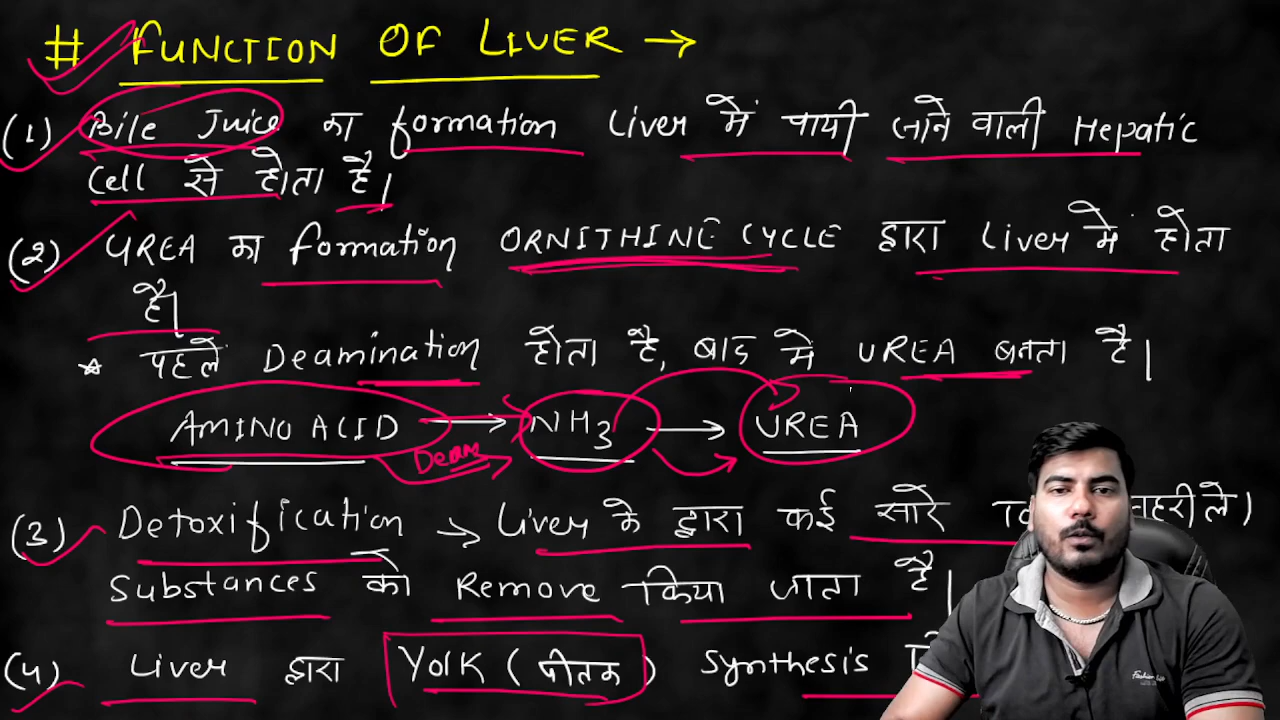 # FUNCTION OF LIVER →
(1) Bile Juice का formation Liver में पायी जाने वाली Hepatic
Cell से होता है।
(2) UREA का formation ORNITHINE CYCLE द्वारा Liver में होता
है।
* पहले Deamination होता है, बाद में UREA बनता है।
AMINO ACID → NH3 → UREA
Deam
(3) Detoxification → Liver के द्वारा कई सारे
Substances को Remove किया जाता है।
(4) Liver द्वारा YolK (पीतक) Synthesis